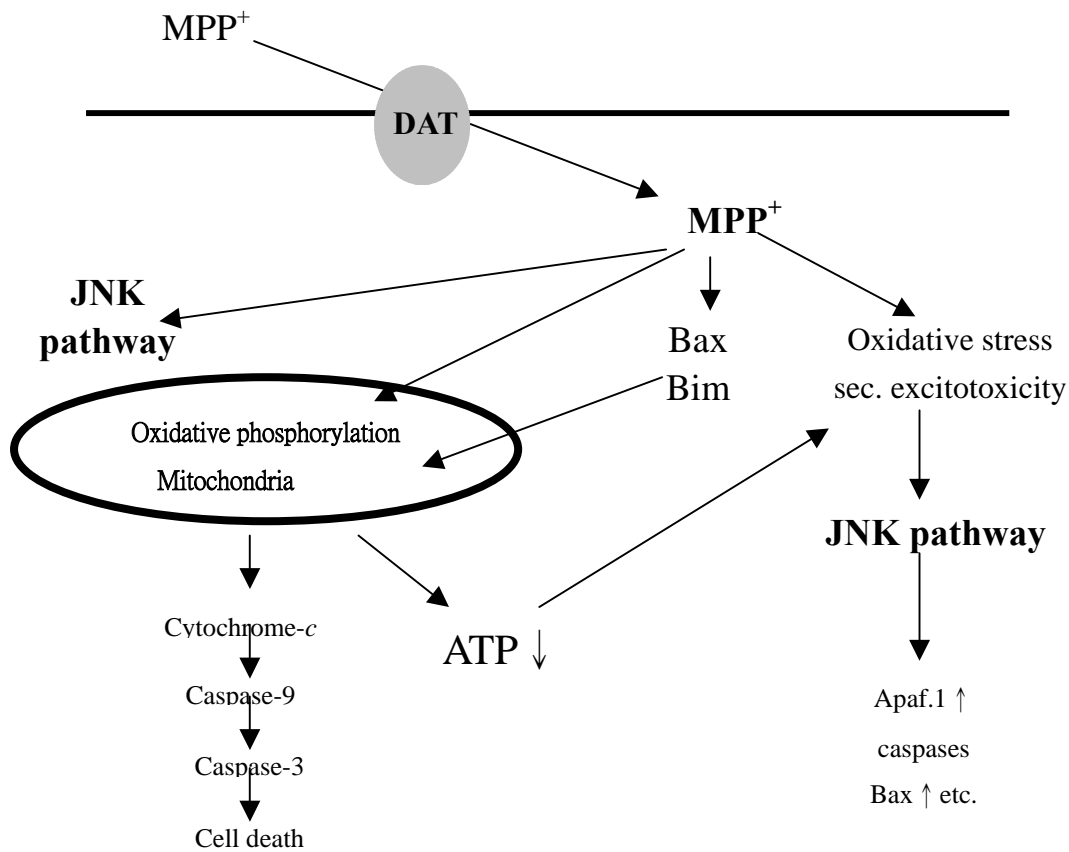 MPP⁺
DAT
MPP⁺
JNK
pathway
Bax
Bim
Oxidative stress
sec. excitotoxicity
Oxidative phosphorylation
Mitochondria
JNK pathway
Cytochrome-c
ATP ↓
Caspase-9
Caspase-3
Cell death
Apaf.1 ↑
caspases
Bax ↑ etc.